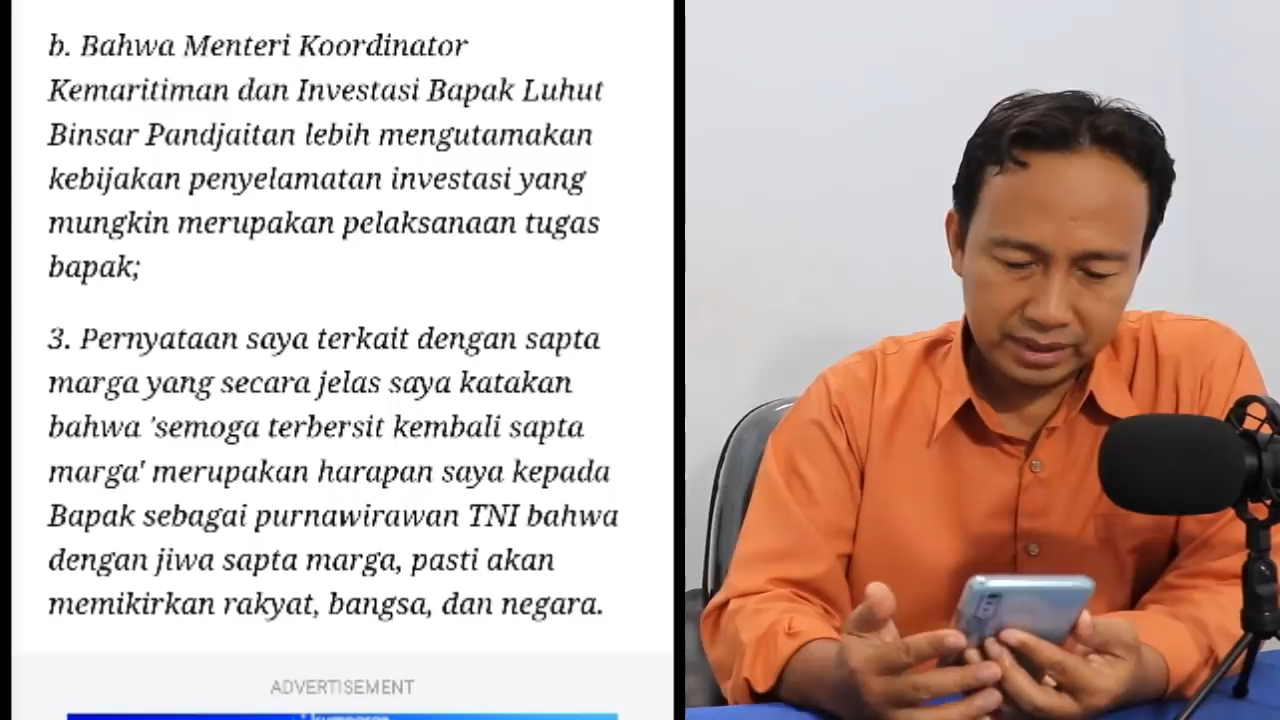 b. Bahwa Menteri Koordinator
Kemaritiman dan Investasi Bapak Luhut
Binsar Pandjaitan lebih mengutamakan
kebijakan penyelamatan investasi yang
mungkin merupakan pelaksanaan tugas
bapak;
3. Pernyataan saya terkait dengan sapta
marga yang secara jelas saya katakan
bahwa 'semoga terbersit kembali sapta
marga' merupakan harapan saya kepada
Bapak sebagai purnawirawan TNI bahwa
dengan jiwa sapta marga, pasti akan
memikirkan rakyat, bangsa, dan negara.
ADVERTISEMENT